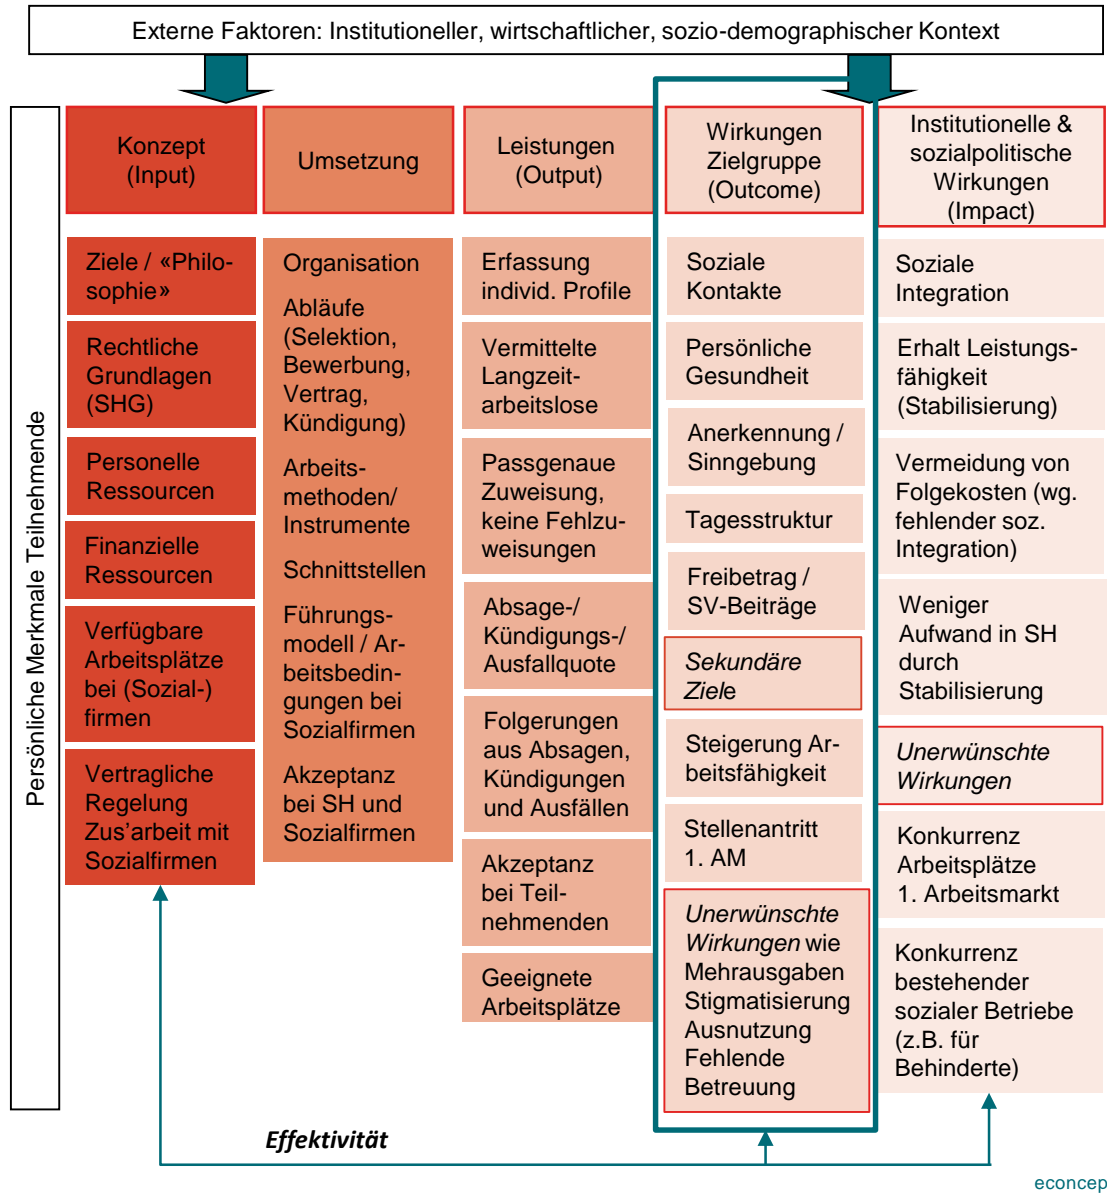 Externe Faktoren: Institutioneller, wirtschaftlicher, sozio-demographischer Kontext
Persönliche Merkmale Teilnehmende
Konzept
(Input)
Ziele / «Philo-
sophie»
Rechtliche
Grundlagen
(SHG)
Personelle
Ressourcen
Finanzielle
Ressourcen
Verfügbare
Arbeitsplätze
bei (Sozial-)
firmen
Vertragliche
Regelung
Zus’arbeit mit
Sozialfirmen
Umsetzung
Organisation
Abläufe
(Selektion,
Bewerbung,
Vertrag,
Kündigung)
Arbeits-
methoden/
Instrumente
Schnittstellen
Führungs-
modell / Ar-
beitsbedin-
gungen bei
Sozialfirmen
Akzeptanz
bei SH und
Sozialfirmen
Leistungen
(Output)
Erfassung
individ. Profile
Vermittelte
Langzeit-
arbeitslose
Passgenaue
Zuweisung,
keine Fehlzu-
weisungen
Absage-/
Kündigungs-/
Ausfallquote
Folgerungen
aus Absagen,
Kündigungen
und Ausfällen
Akzeptanz
bei Teil-
nehmenden
Geeignete
Arbeitsplätze
Wirkungen
Zielgruppe
(Outcome)
Soziale
Kontakte
Persönliche
Gesundheit
Anerkennung /
Sinngebung
Tagesstruktur
Freibetrag /
SV-Beiträge
Sekundäre
Ziele
Steigerung Ar-
beitsfähigkeit
Stellenantritt
1. AM
Unerwünschte
Wirkungen wie
Mehrausgaben
Stigmatisierung
Ausnutzung
Fehlende
Betreuung
Institutionelle &
sozialpolitische
Wirkungen
(Impact)
Soziale
Integration
Erhalt Leistungs-
fähigkeit
(Stabilisierung)
Vermeidung von
Folgekosten (wg.
fehlender soz.
Integration)
Weniger
Aufwand in SH
durch
Stabilisierung
Unerwünschte
Wirkungen
Konkurrenz
Arbeitsplätze
1. Arbeitsmarkt
Konkurrenz
bestehender
sozialer Betriebe
(z.B. für
Behinderte)
Effektivität
econcep